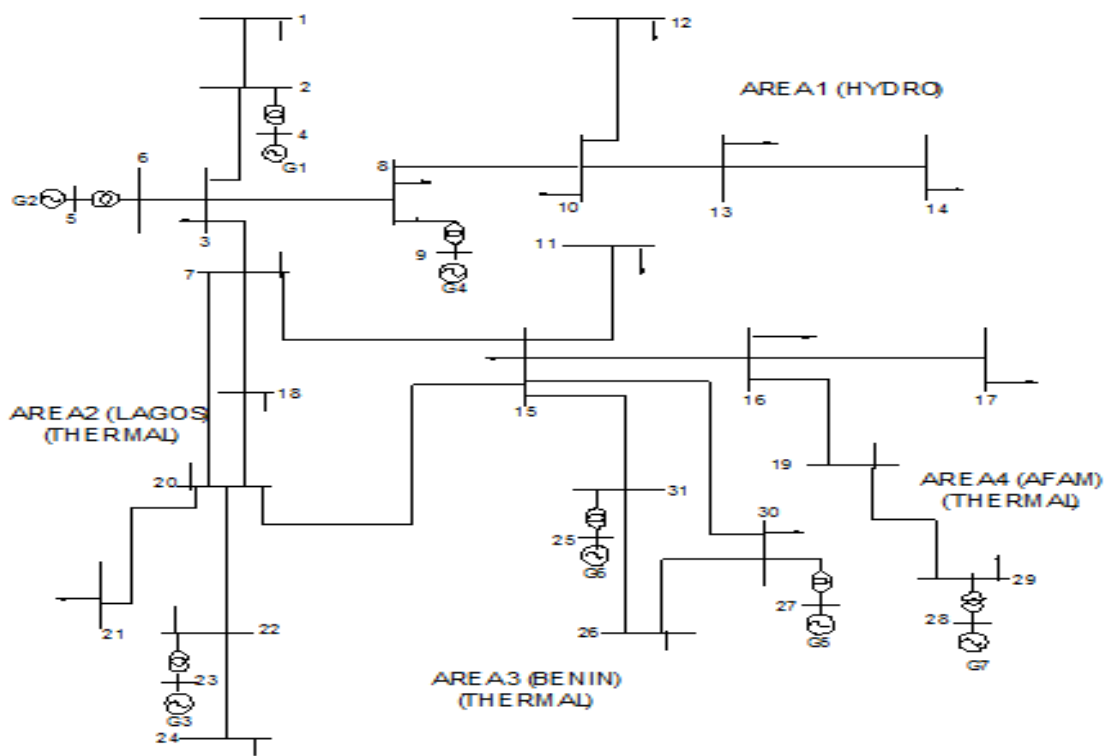 1
12
2
AREA1 (HYDRO)
4
6
G1
8
G2
5
10
13
14
3
11
9
7
G4
18
AREA2 (LAGOS)
(THERMAL)
15
16
17
19
20
31
AREA4 (AFAM)
(THERMAL)
30
25
G6
29
27
28
21
22
26
G5
G7
23
AREA3 (BENIN)
(THERMAL)
G3
24